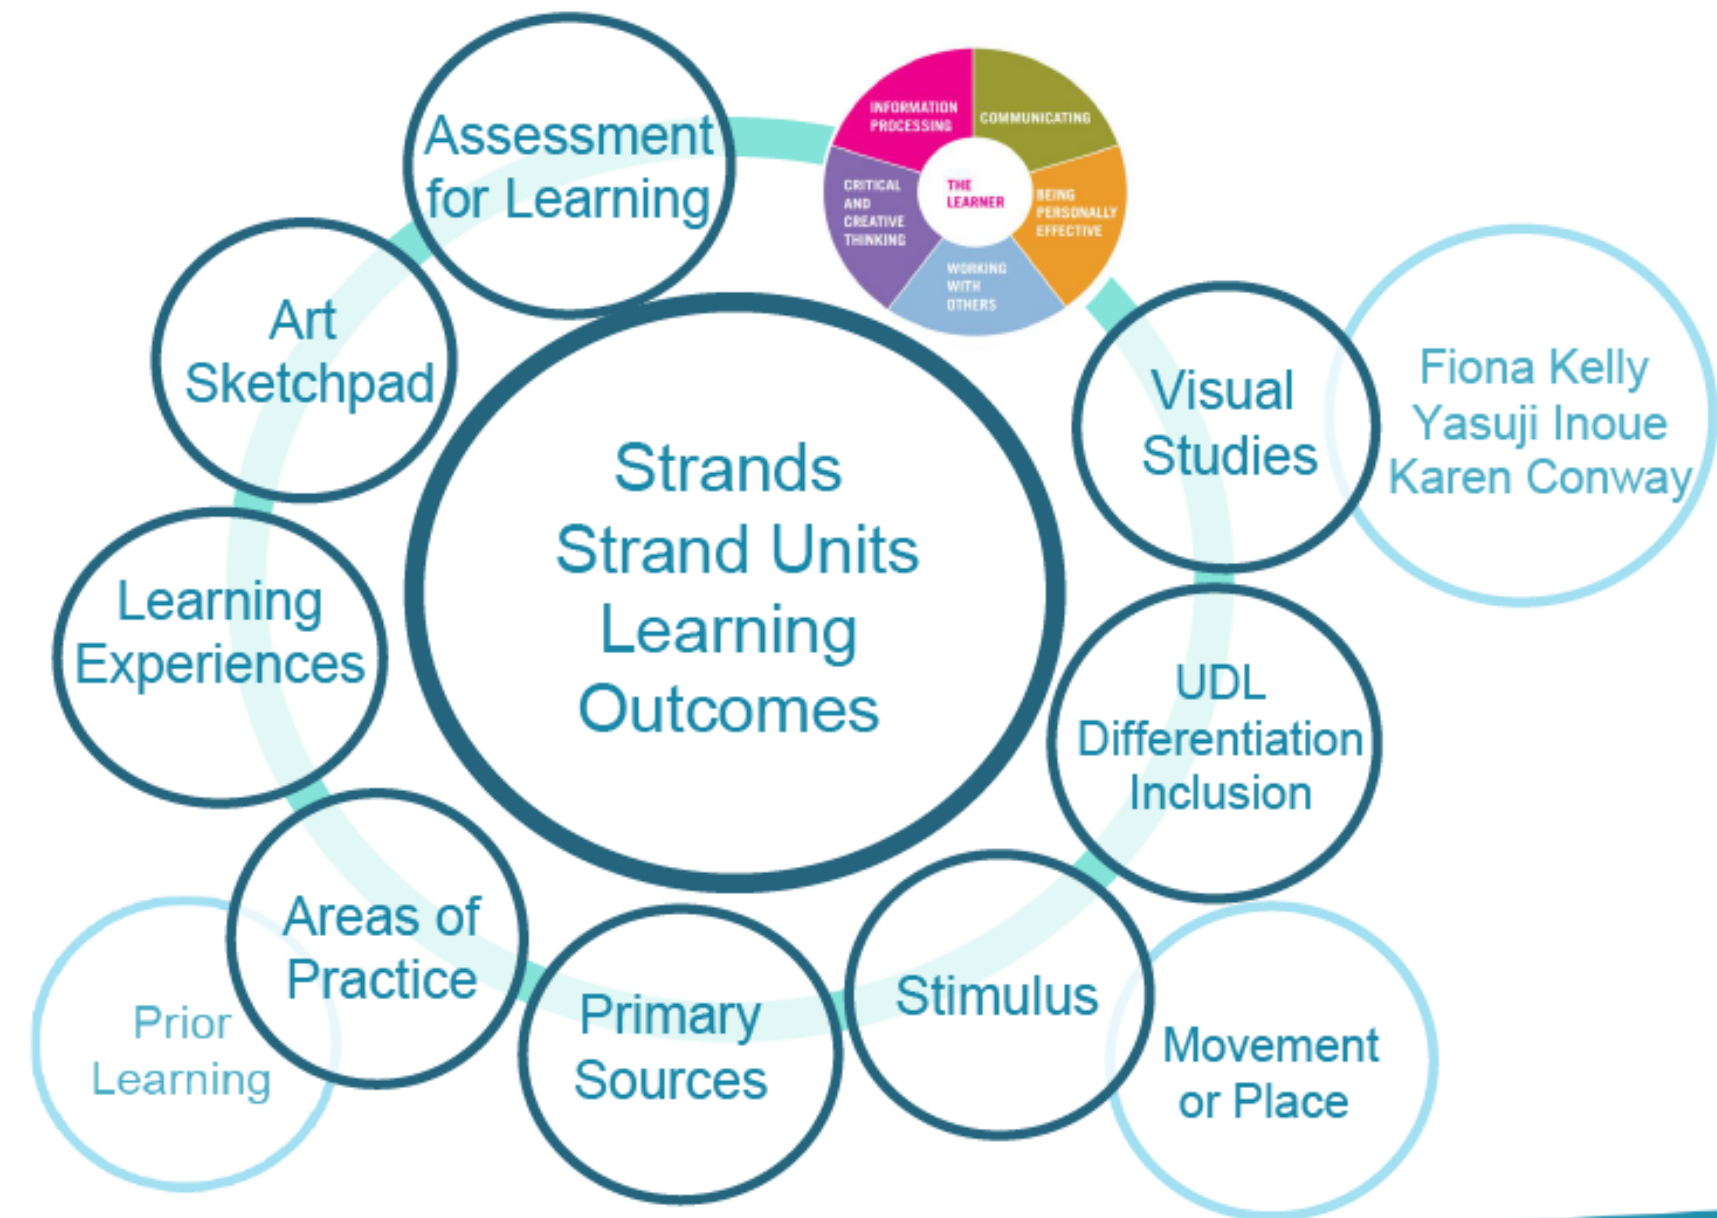 Assessment
for Learning
INFORMATION
PROCESSING
COMMUNICATING
CRITICAL
AND
CREATIVE
THINKING
THE
LEARNER
BEING
PERSONALLY
EFFECTIVE
WORKING
WITH
OTHERS
Art
Sketchpad
Visual
Studies
Fiona Kelly
Yasuji Inoue
Karen Conway
Strands
Strand Units
Learning
Outcomes
Learning
Experiences
UDL
Differentiation
Inclusion
Areas of
Practice
Prior
Learning
Primary
Sources
Stimulus
Movement
or Place